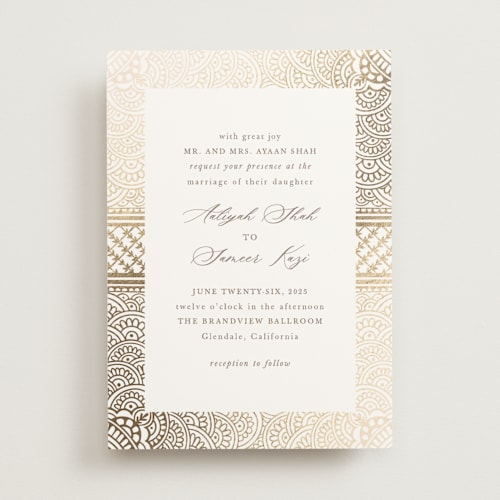 with great joy
MR. AND MRS. AYAAN SHAH
request your presence at the
marriage of their daughter
Aaliyah Shah
TO
Sameer Kazi
JUNE TWENTY-SIX, 2025
twelve o'clock in the afternoon
THE BRANDVIEW BALLROOM
Glendale, California
reception to follow